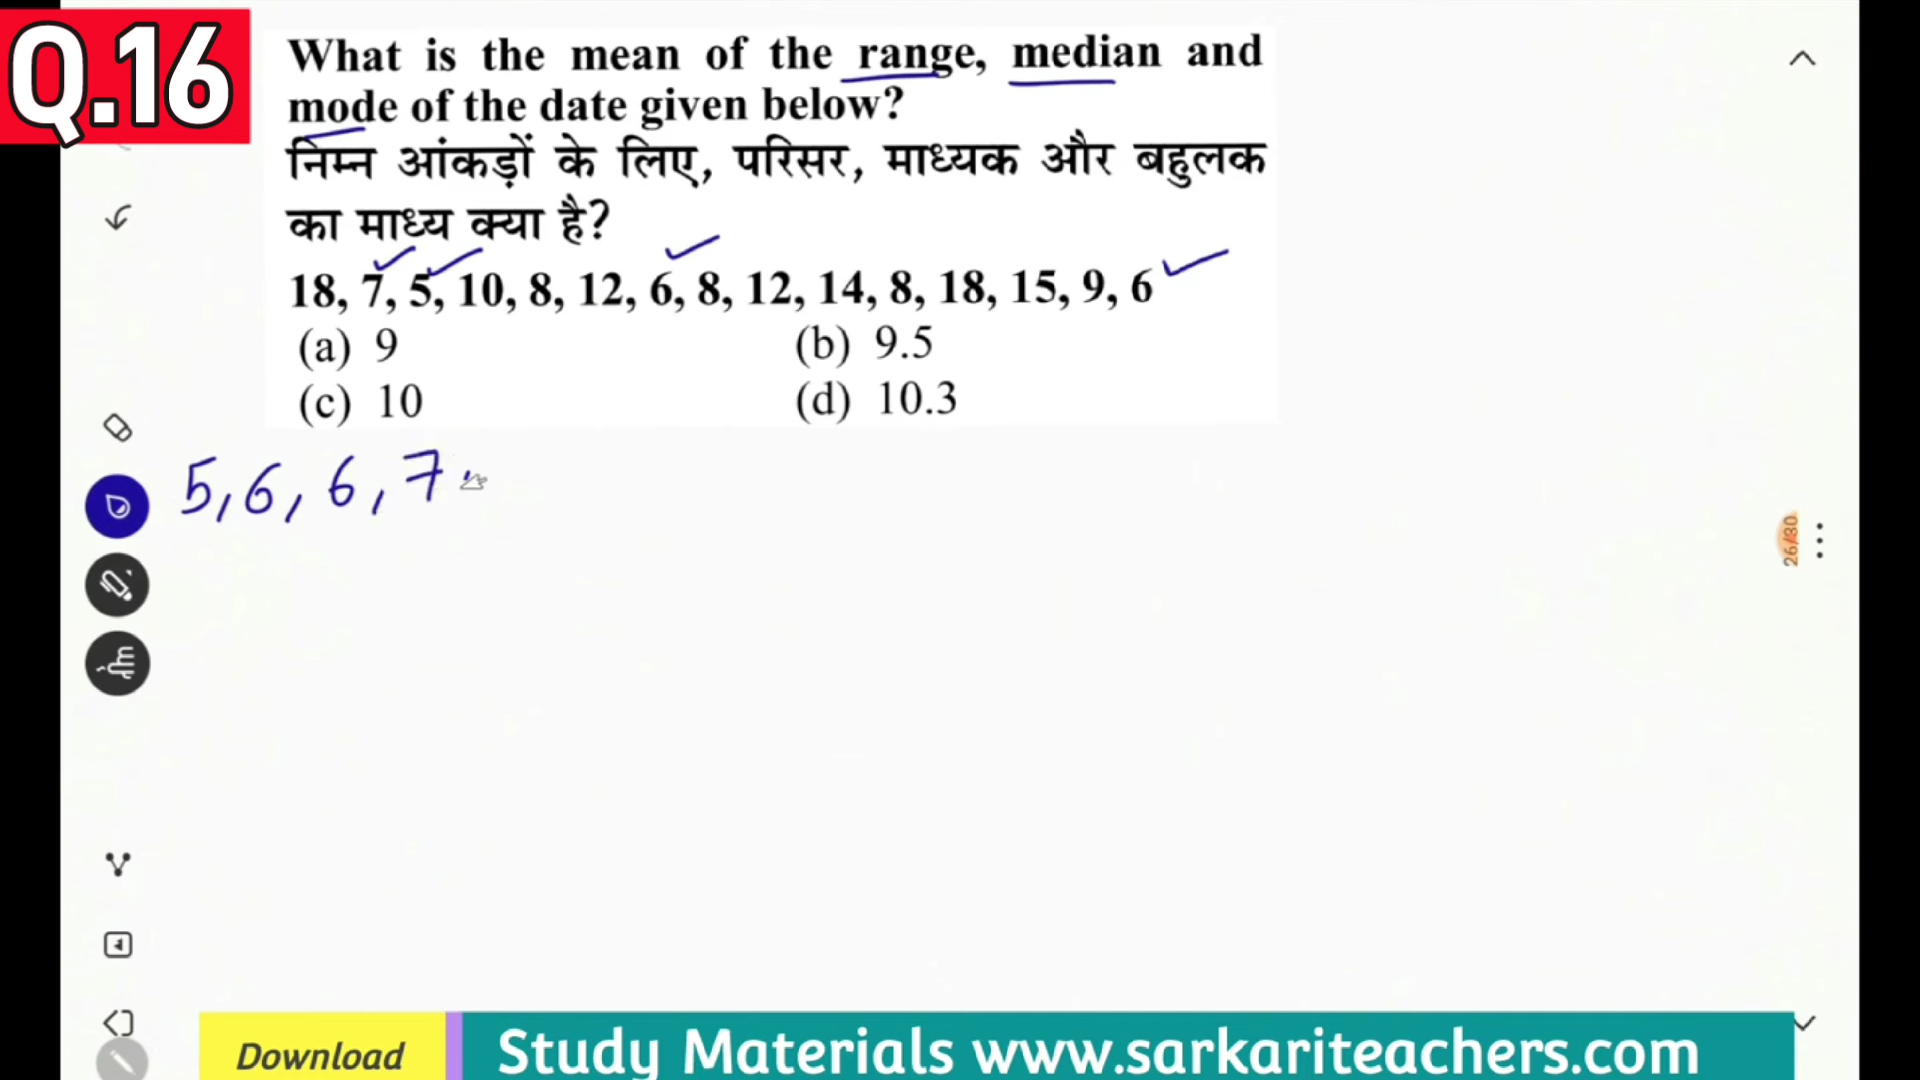 Q.16
What is the mean of the range, median and
mode of the date given below?
निम्न आंकड़ों के लिए, परिसर, माध्यक और बहुलक
का माध्य क्या है?
18, 7, 5, 10, 8, 12, 6, 8, 12, 14, 8, 18, 15, 9, 6
(a) 9
(b) 9.5
(c) 10
(d) 10.3
5, 6, 6, 7
26/30
Download
Study Materials www.sarkariteachers.com